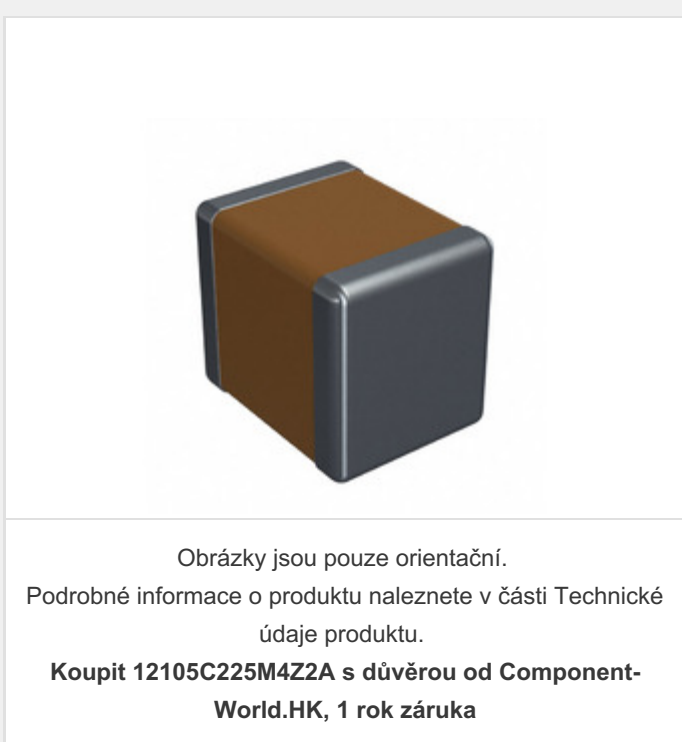 Obrázky jsou pouze orientační.
Podrobné informace o produktu naleznete v části Technické
údaje produktu.
Koupit 12105C225M4Z2A s důvěrou od Component-
World.HK, 1 rok záruka